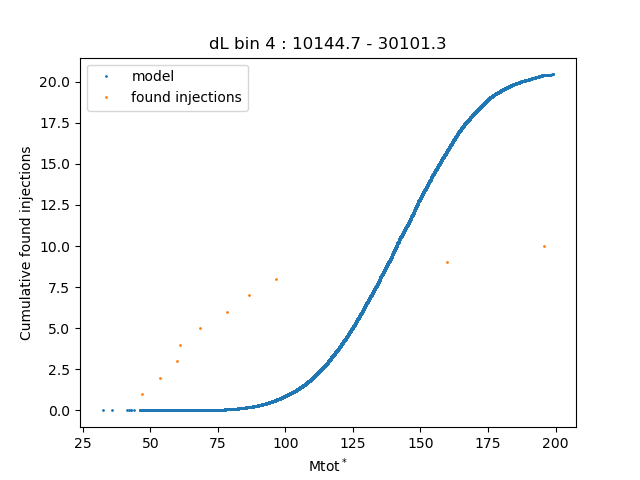 dL bin 4 : 10144.7 - 30101.3
model
found injections
Cumulative found injections
20.0
17.5
15.0
12.5
10.0
7.5
5.0
2.5
0.0
25 50 75 100 125 150 175 200
Mtot*